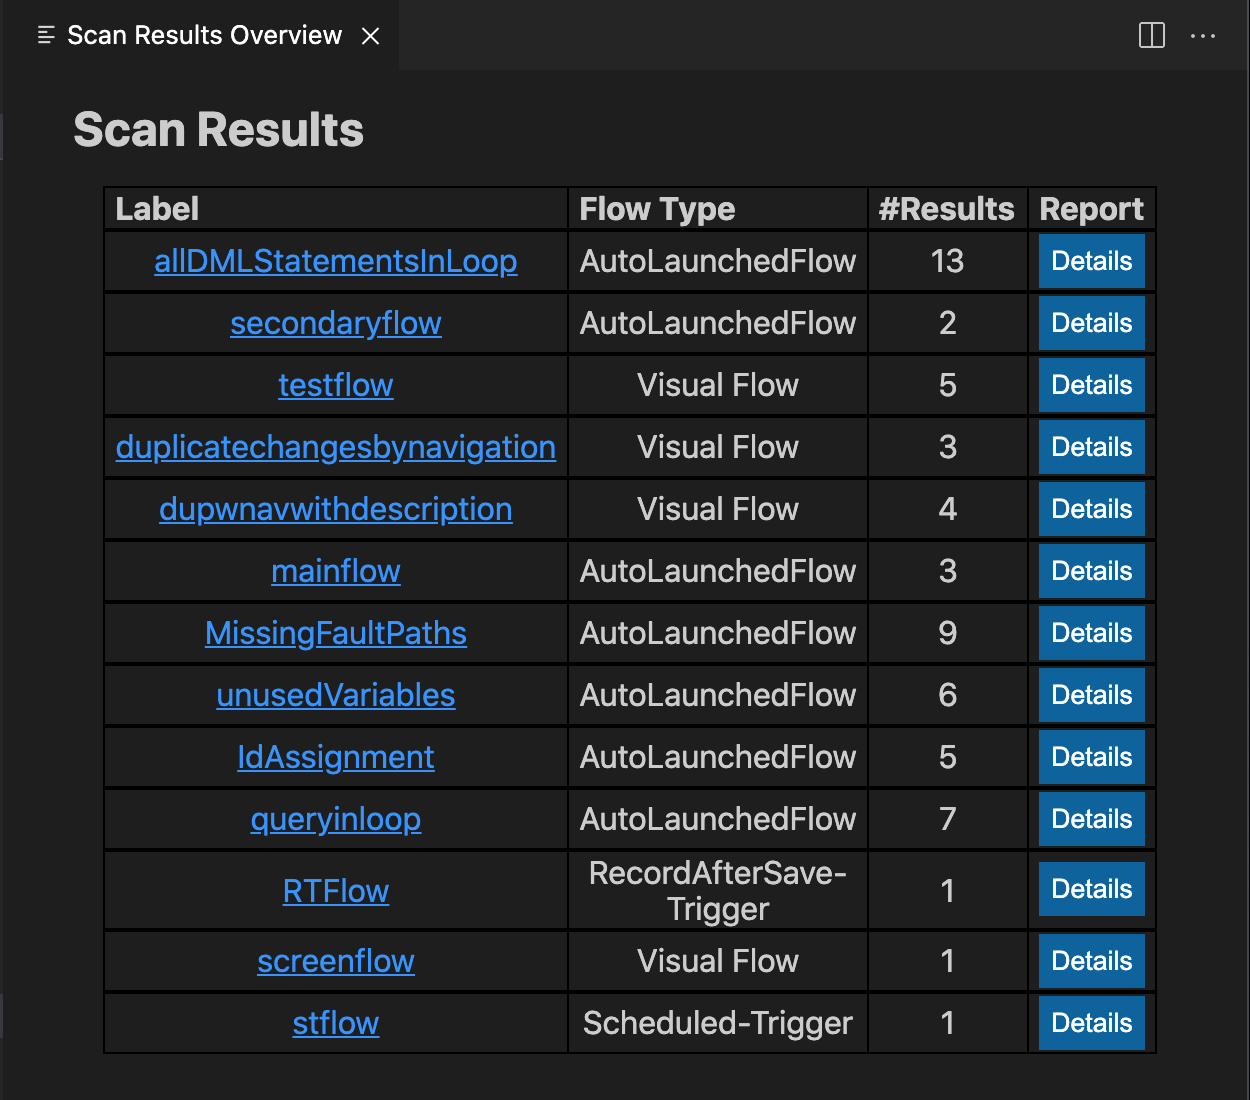 Scan Results Overview
Scan Results
Label Flow Type #Results Report
allDMLStatementsInLoop AutoLaunchedFlow 13 Details
secondaryflow AutoLaunchedFlow 2 Details
testflow Visual Flow 5 Details
duplicatechangesbynavigation Visual Flow 3 Details
dupwnavwithdescription Visual Flow 4 Details
mainflow AutoLaunchedFlow 3 Details
MissingFaultPaths AutoLaunchedFlow 9 Details
unusedVariables AutoLaunchedFlow 6 Details
IdAssignment AutoLaunchedFlow 5 Details
queryinloop AutoLaunchedFlow 7 Details
RTFlow RecordAfterSave-
Trigger 1 Details
screenflow Visual Flow 1 Details
stflow Scheduled-Trigger 1 Details